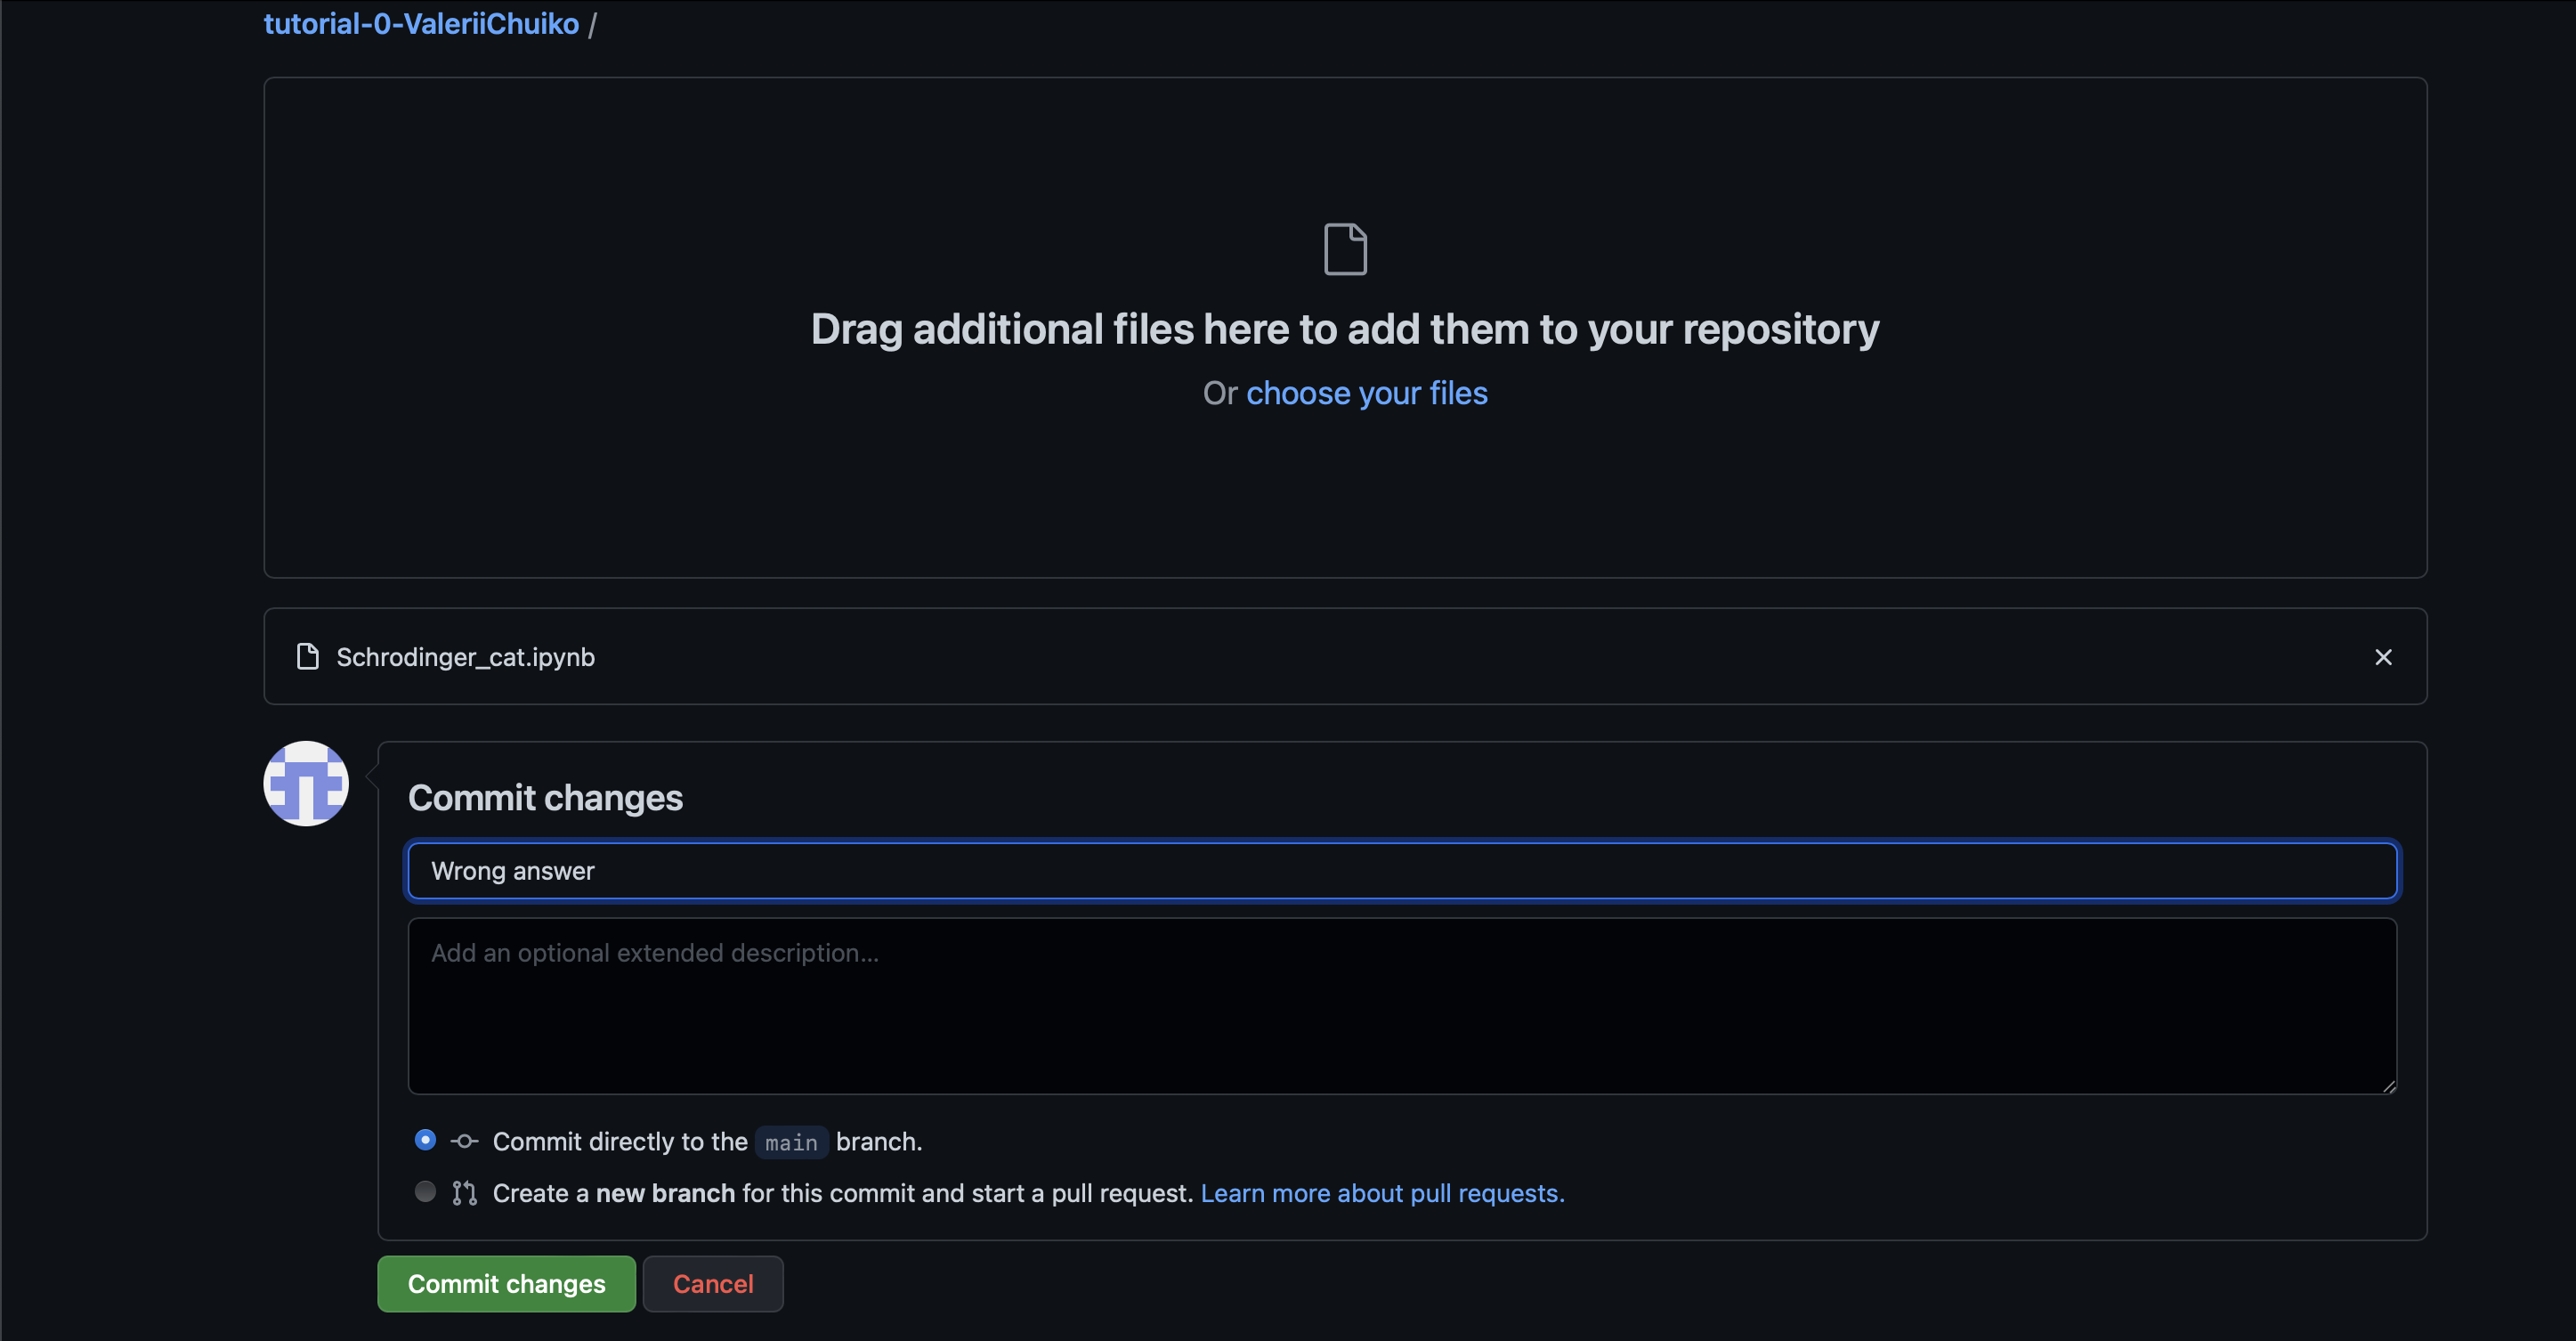 tutorial-0-ValeriiChuiko /
Drag additional files here to add them to your repository
Or choose your files
Schrodinger_cat.ipynb
Commit changes
Wrong answer
Add an optional extended description...
Commit directly to the main branch.
Create a new branch for this commit and start a pull request. Learn more about pull requests.
Commit changes Cancel